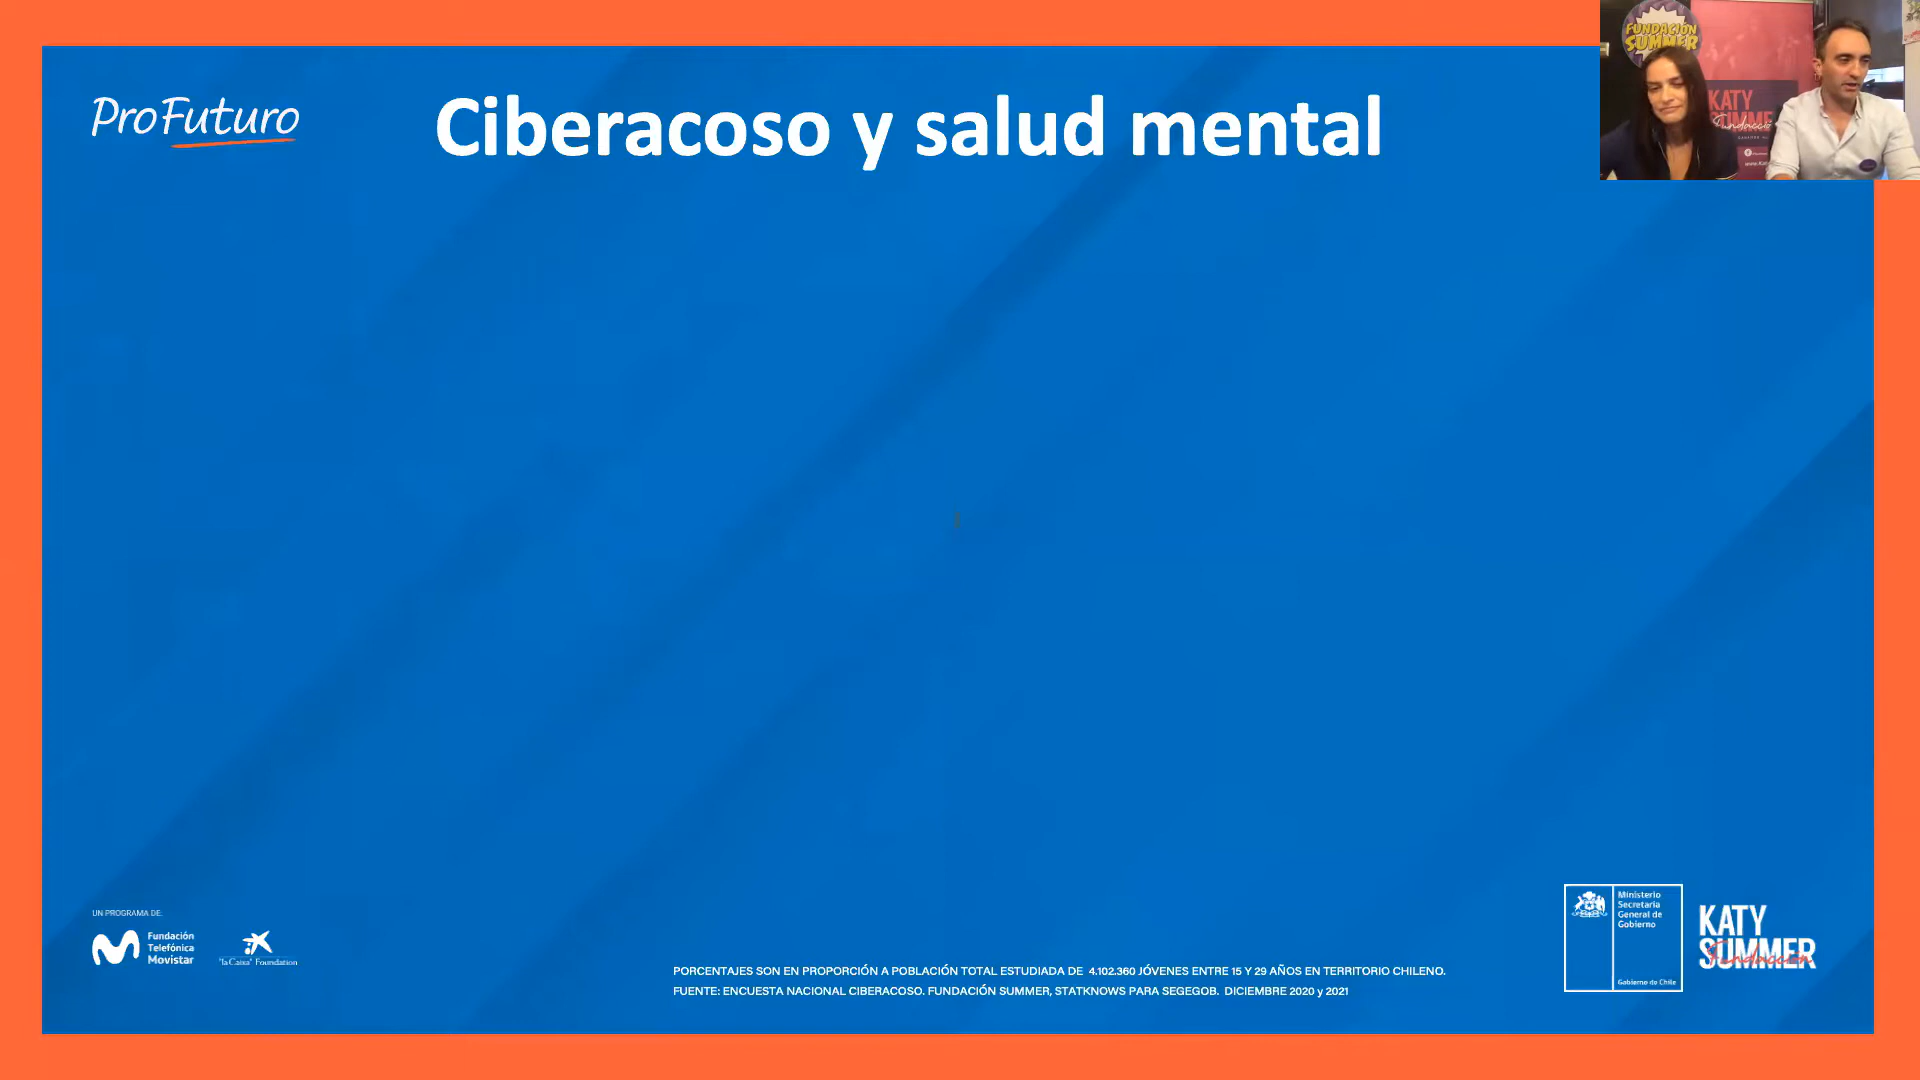 ProFuturo
Ciberacoso y salud mental
FUNDACIÓN
SUMMER
KATY
SUMME
Fundació
UN PROGRAMA DE:
Fundación
Telefónica
Movistar
"la Caixa" Foundation
PORCENTAJES SON EN PROPORCIÓN A POBLACIÓN TOTAL ESTUDIADA DE 4.102.360 JÓVENES ENTRE 15 Y 29 AÑOS EN TERRITORIO CHILENO.
FUENTE: ENCUESTA NACIONAL CIBERACOSO. FUNDACIÓN SUMMER, STATKNOWS PARA SEGEGOB. DICIEMBRE 2020 y 2021
Ministerio
Secretaría
General de
Gobierno
Gobierno de Chile
KATY
SUMMER
Fundación